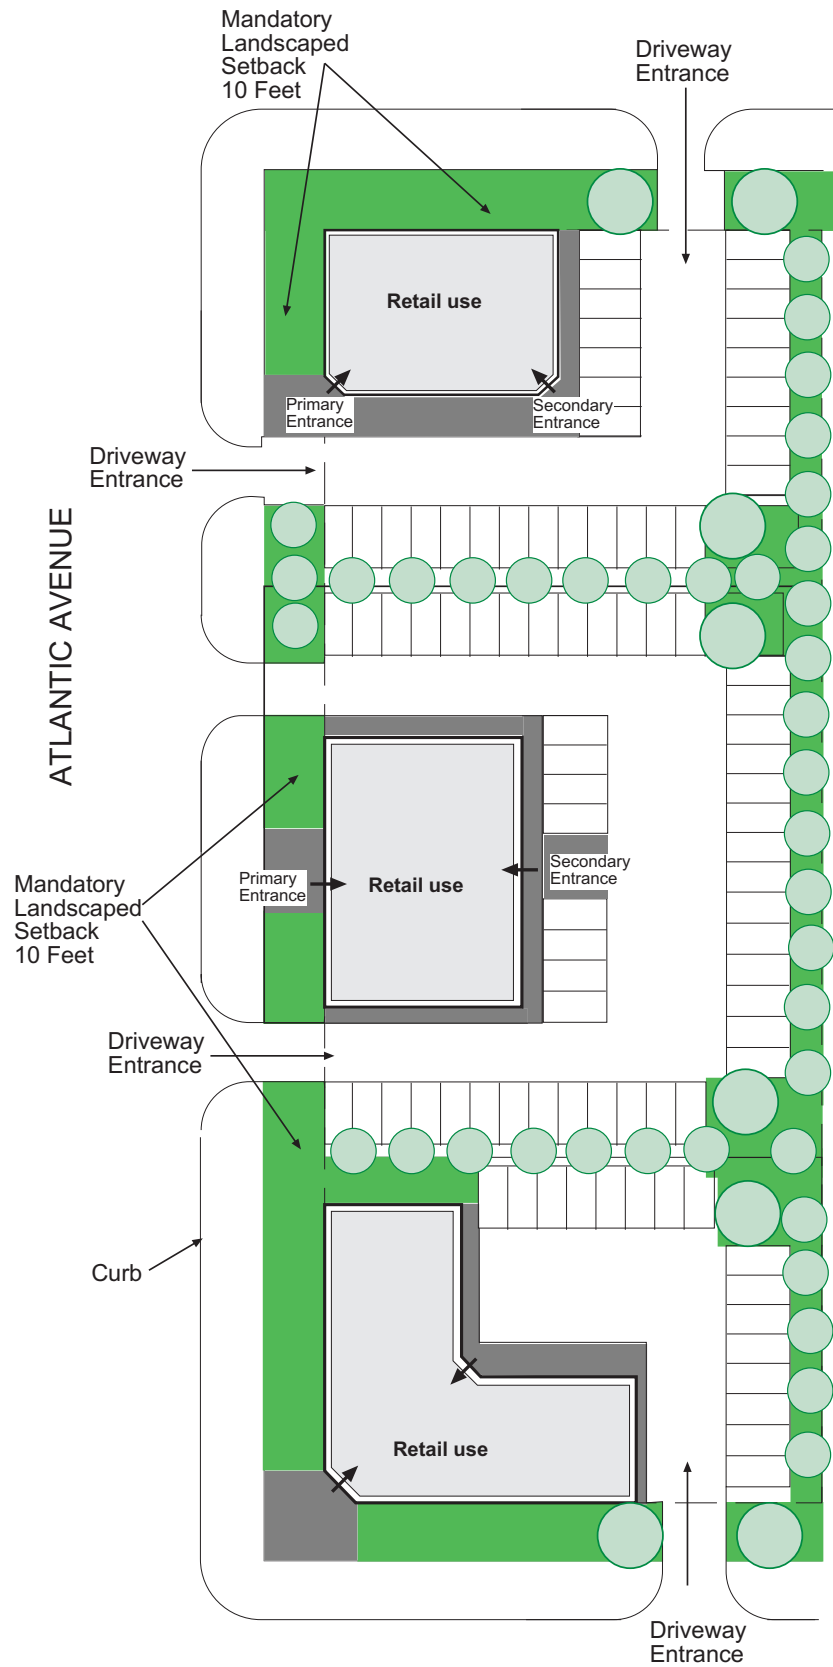 Mandatory
Landscaped
Setback
10 Feet
Driveway
Entrance
Retail use
Primary
Entrance
Secondary
Entrance
Driveway
Entrance
ATLANTIC AVENUE
Mandatory
Landscaped
Setback
10 Feet
Primary
Entrance
Retail use
Secondary
Entrance
Driveway
Entrance
Curb
Retail use
Driveway
Entrance